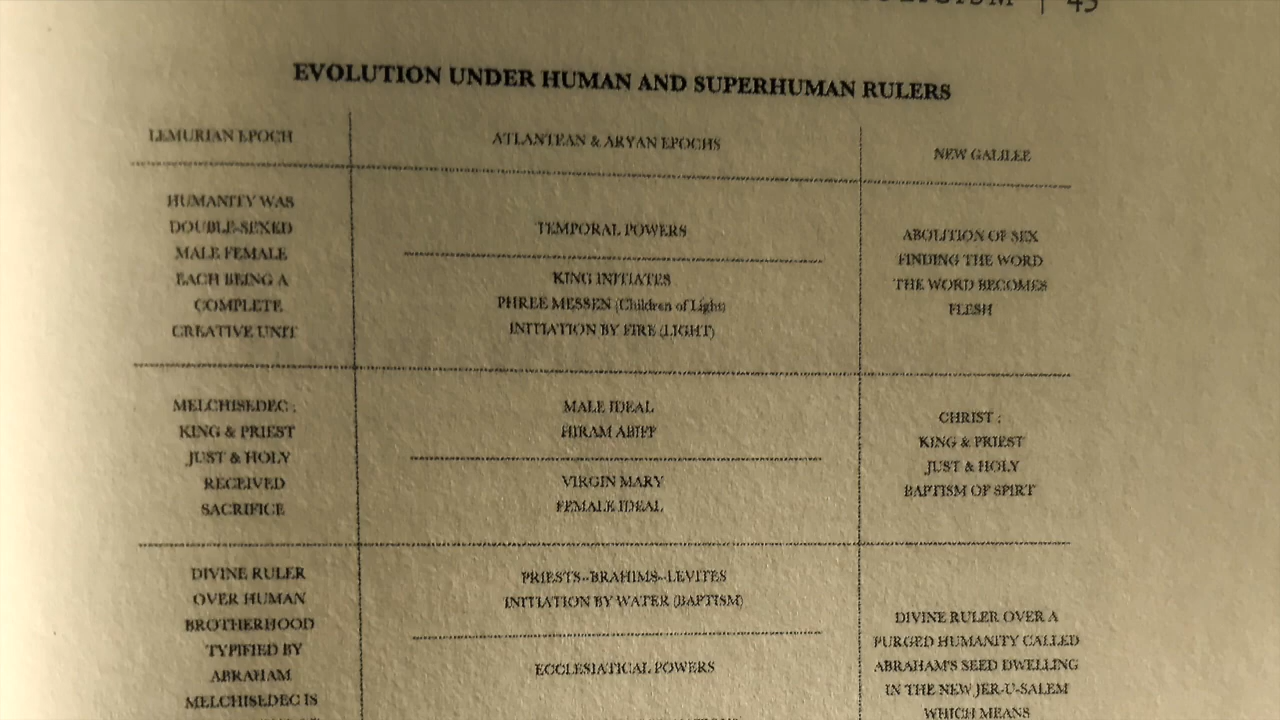 45
EVOLUTION UNDER HUMAN AND SUPERHUMAN RULERS
LEMURIAN EPOCH
ATLANTEAN & ARYAN EPOCHS
NEW GALILEE
HUMANITY WAS
DOUBLE-SEXED
MALE FEMALE
EACH BEING A
COMPLETE
CREATIVE UNIT
TEMPORAL POWERS
KING INITIATES
PHREE MESSEN (Children of Light)
INITIATION BY FIRE (LIGHT)
ABOLITION OF SEX
FINDING THE WORD
THE WORD BECOMES
FLESH
MELCHISEDEC :
KING & PRIEST
JUST & HOLY
RECEIVED
SACRIFICE
MALE IDEAL
HIRAM ABIFF
VIRGIN MARY
FEMALE IDEAL
CHRIST :
KING & PRIEST
JUST & HOLY
BAPTISM OF SPIRT
DIVINE RULER
OVER HUMAN
BROTHERHOOD
TYPIFIED BY
ABRAHAM
MELCHISEDEC IS
PRIESTS--BRAHIMS--LEVITES
INITIATION BY WATER (BAPTISM)
ECCLESIATICAL POWERS
DIVINE RULER OVER A
PURGED HUMANITY CALLED
ABRAHAM'S SEED DWELLING
IN THE NEW JER-U-SALEM
WHICH MEANS